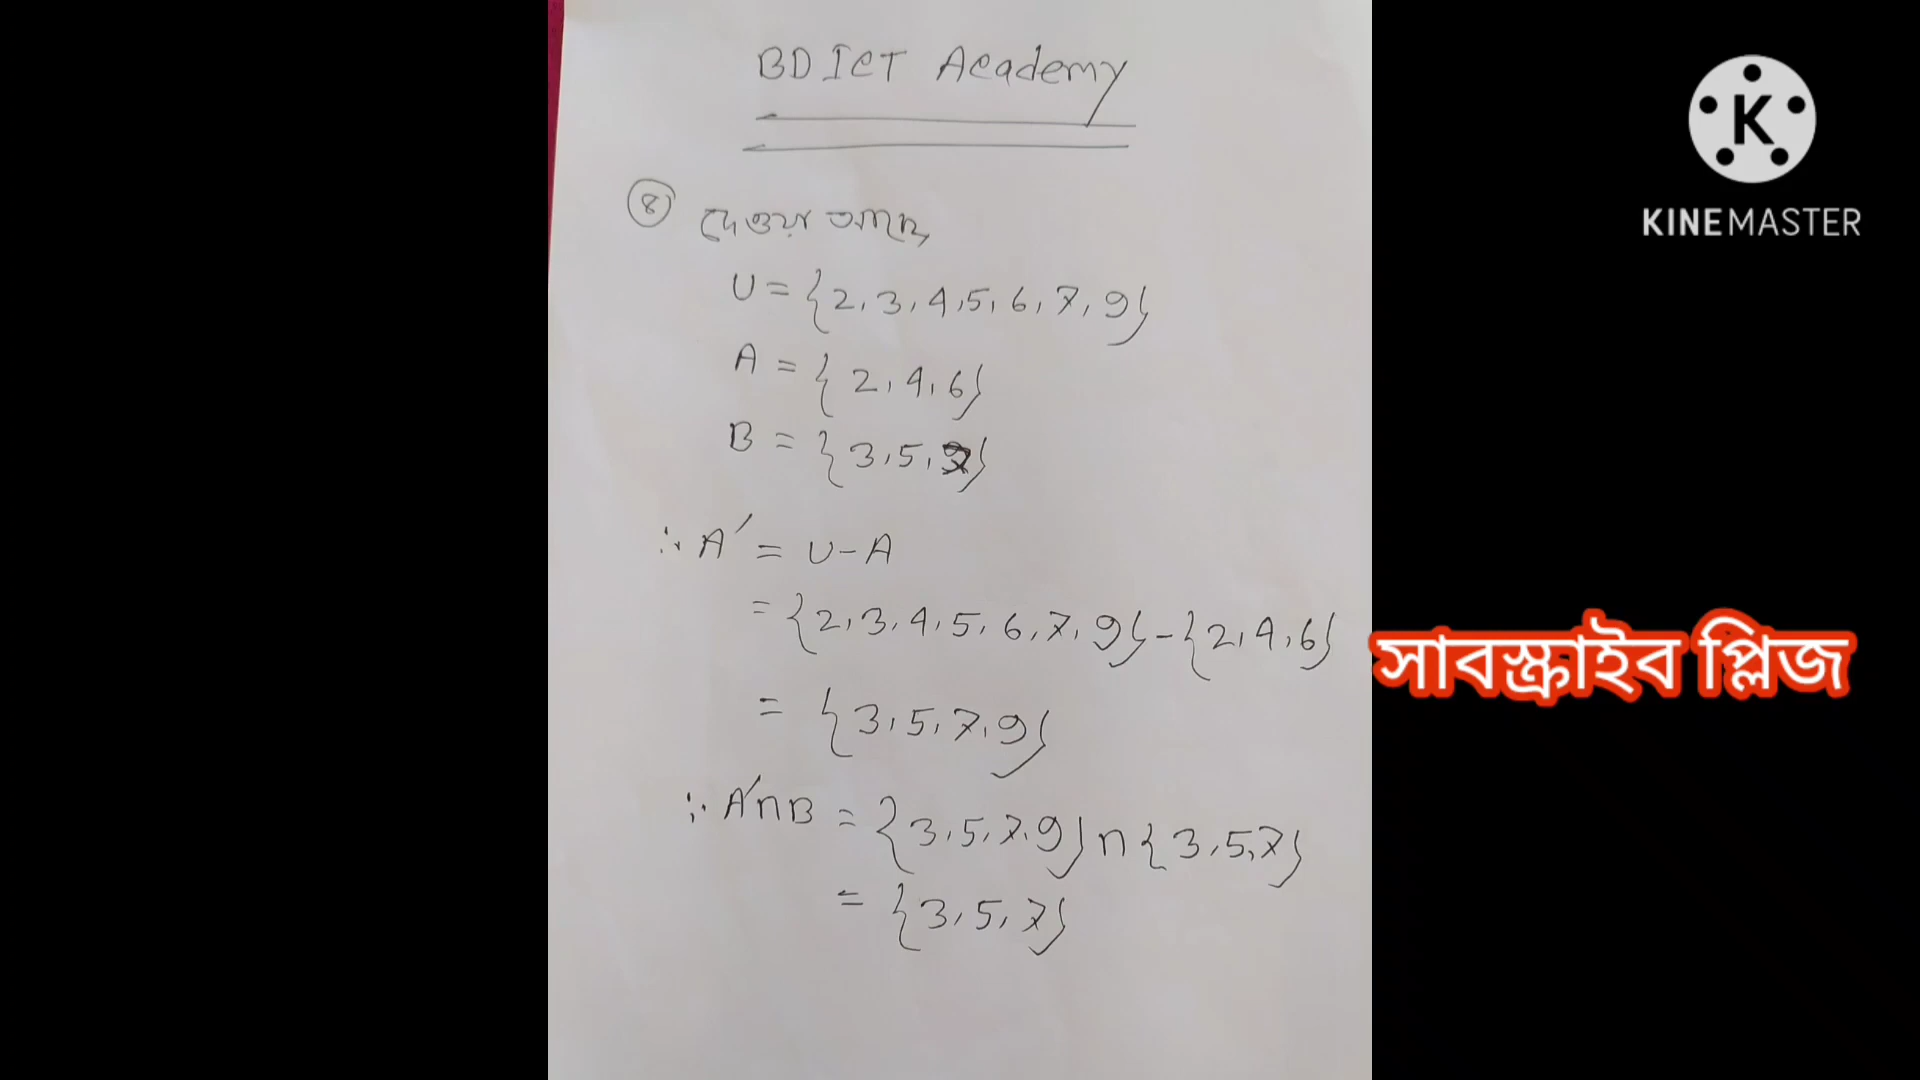 BD ICT Academy
৪ দেওয়া আছে,
U = {2, 3, 4, 5, 6, 7, 9}
A = {2, 4, 6}
B = {3, 5, 7}
∴ A′ = U - A
= {2, 3, 4, 5, 6, 7, 9} - {2, 4, 6}
= {3, 5, 7, 9}
∴ A′∩B = {3, 5, 7, 9} ∩ {3, 5, 7}
= {3, 5, 7}
K
KINEMASTER
সাবস্ক্রাইব প্লিজ